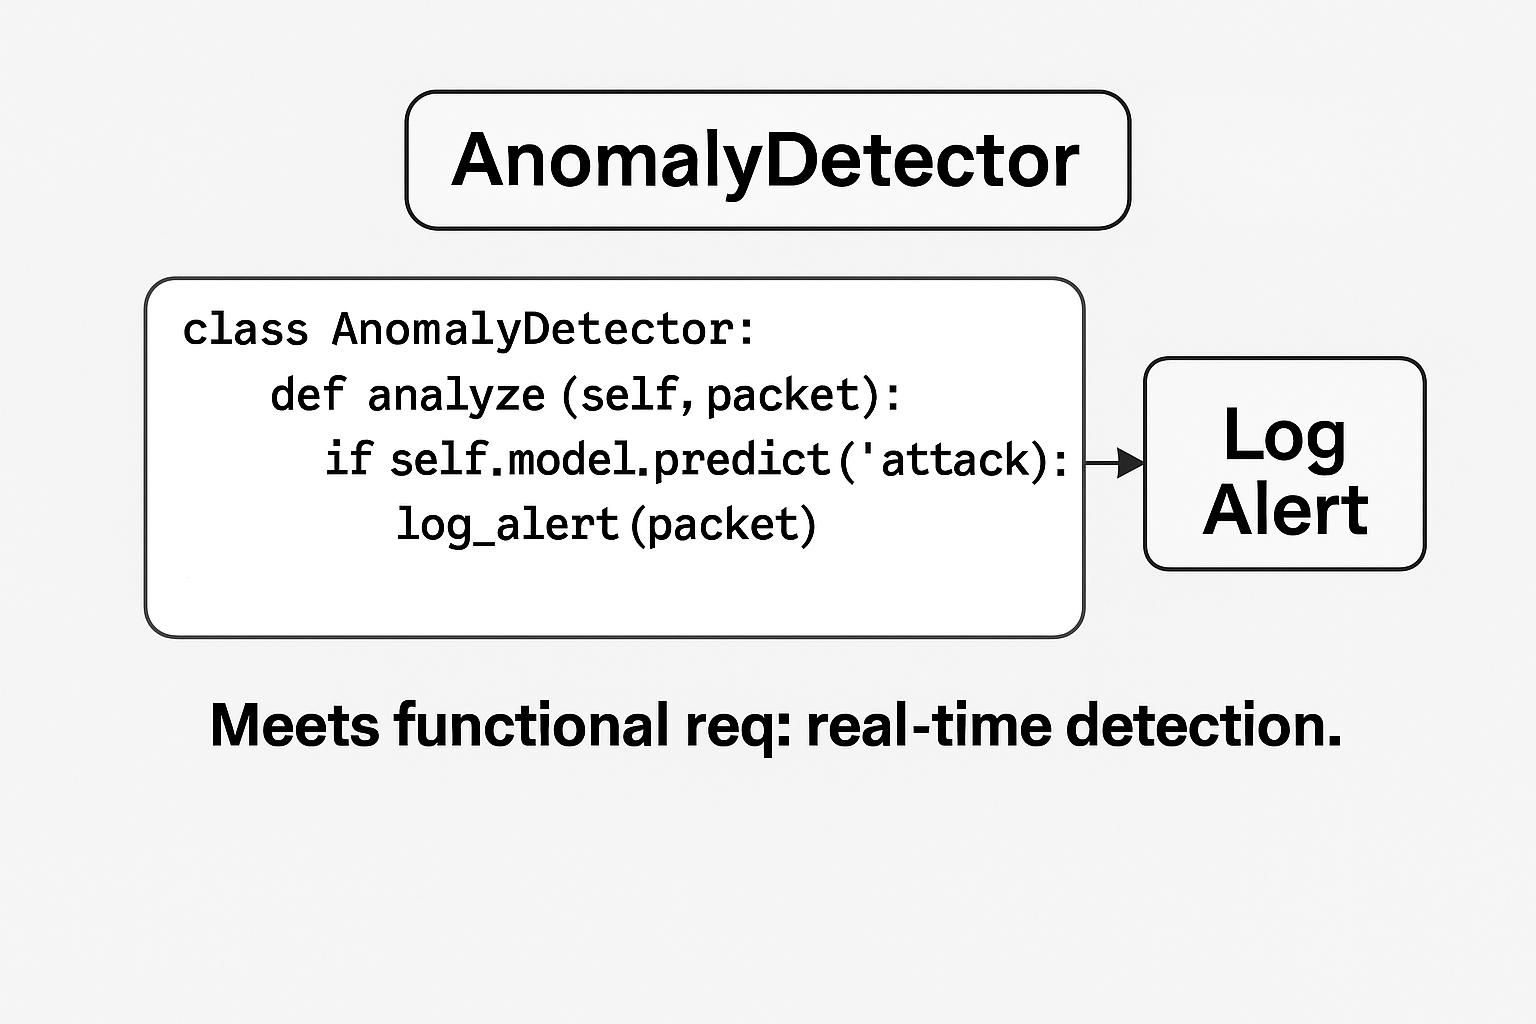 AnomalyDetector
class AnomalyDetector:
def analyze (self, packet):
if self.model.predict('attack):
log_alert(packet)
Log
Alert
Meets functional req: real-time detection.